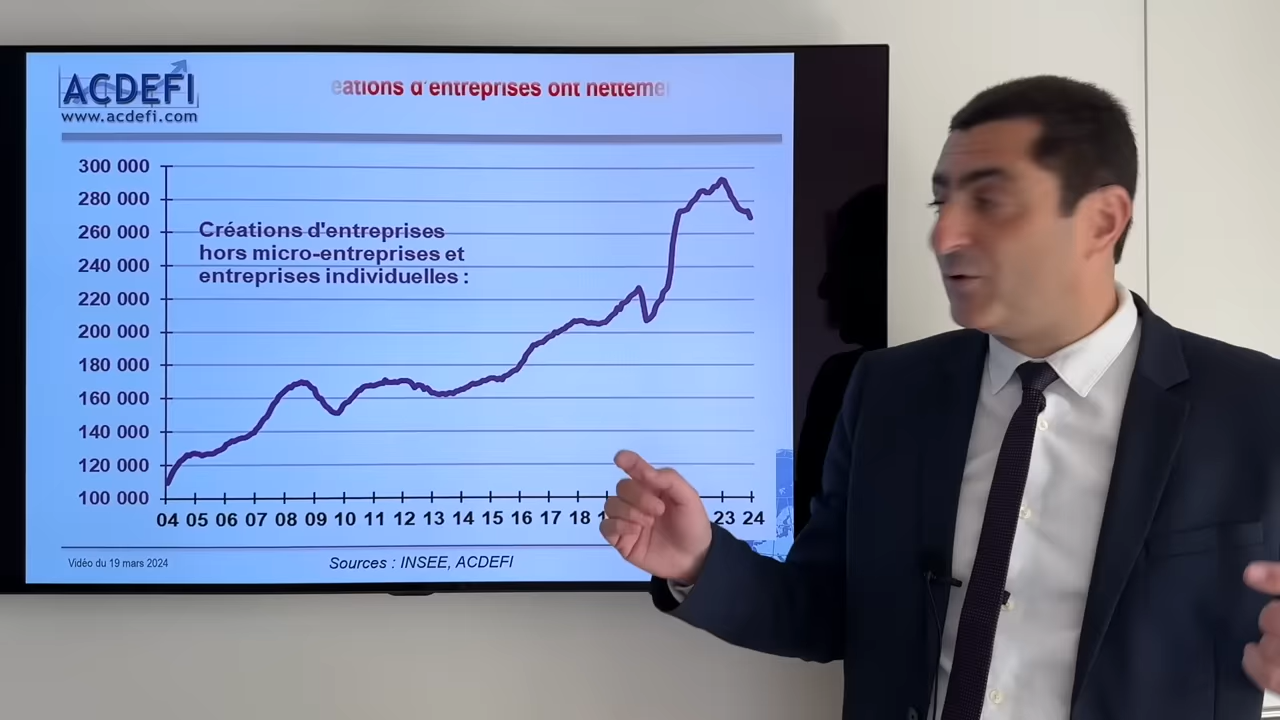 ACDEFI
www.acdefi.com
d'entreprises ont
300 000
280 000
260 000
240 000
220 000
200 000
180 000
160 000
140 000
120 000
100 000
Créations d'entreprises
hors micro-entreprises et
entreprises individuelles :
04 05 06 07 08 09 10 11 12 13 14 15 16 17 18 23 24
Vidéo du 19 mars 2024
Sources : INSEE, ACDEFI